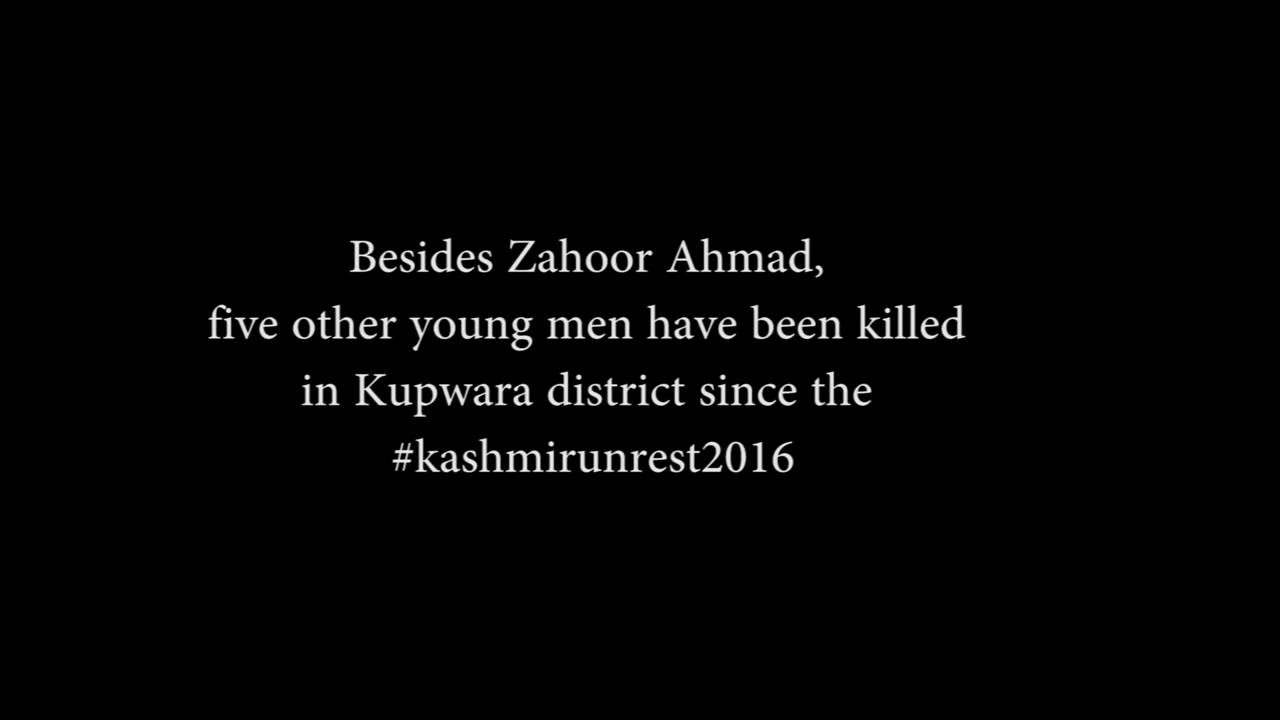 Besides Zahoor Ahmad,
five other young men have been killed
in Kupwara district since the
#kashmirunrest2016